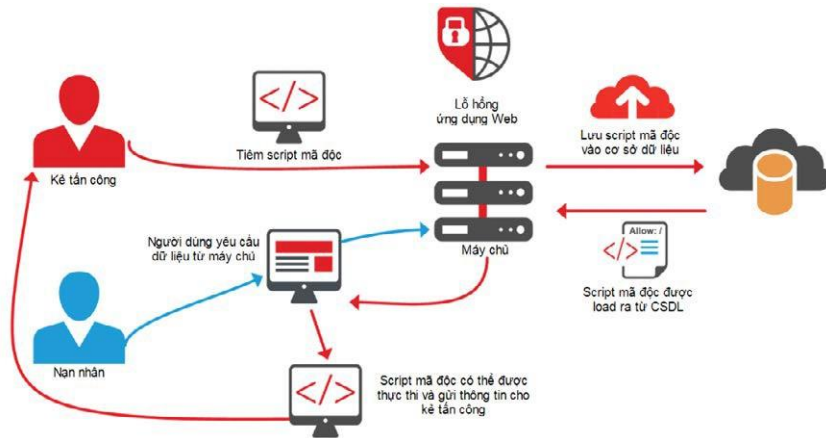 Lỗ hổng
ứng dụng Web
</>
Tiêm script mã độc
Lưu script mã độc
vào cơ sở dữ liệu
Kẻ tấn công
Người dùng yêu cầu
dữ liệu từ máy chủ
Máy chủ
Allow: /
</>
Script mã độc được
load ra từ CSDL
Nạn nhân
</>
Script mã độc có thể được
thực thi và gửi thông tin cho
kẻ tấn công